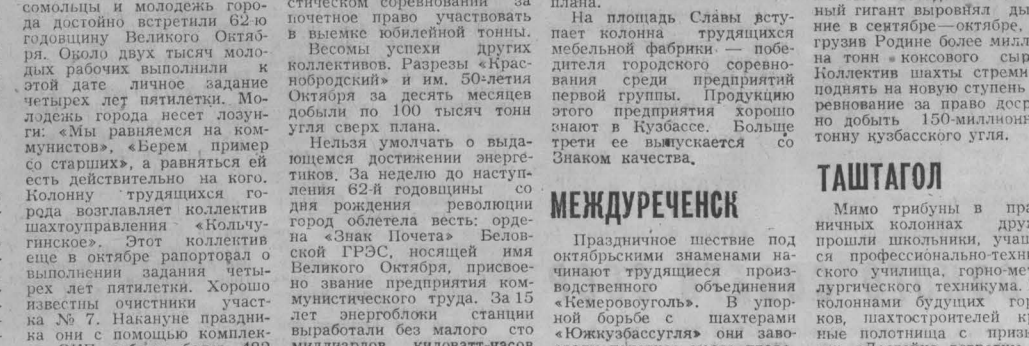 сомольцы и молодежь горо-
да достойно встретили 62-ю
годовщину Великого Октяб-
ря. Около двух тысяч моло-
дых рабочих выполнили к
этой дате личное задание
четырех лет пятилетки. Мо-
лодежь города несет лозун-
ги: «Мы равняемся на ком-
мунистов», «Берем пример
со старших», а равняться ей
есть действительно на кого.
Колонну трудящихся го-
рода возглавляет коллектив
шахтоуправления «Кольчу-
гинское». Этот коллектив
еще в октябре рапортовал о
выполнении задания четы-
рех лет пятилетки. Хорошо
известны очистники участ-
ка № 7. Накануне праздни-
ка они с помощью комплек-
стическом соревновании за
почетное право участвовать
в выемке юбилейной тонны.
Весомы успехи других
коллективов. Разрезы «Крас-
нобродский» и им. 50-летия
Октября за десять месяцев
добыли по 100 тысяч тонн
угля сверх плана.
Нельзя умолчать о выда-
ющемся достижении энерге-
тиков. За неделю до наступ-
ления 62-й годовщины со
дня рождения революции
город облетела весть: орде-
на «Знак Почета» Белов-
ской ГРЭС, носящей имя
Великого Октября, присвое-
но звание предприятия ком-
мунистического труда. За 15
лет энергоблоки станции
выработали без малого сто
миллиардов киловатт-часов
плана.
На площадь Славы всту-
пает колонна трудящихся
мебельной фабрики — побе-
дителя городского соревно-
вания среди предприятий
первой группы. Продукцию
этого предприятия хорошо
знают в Кузбассе. Больше
трети ее выпускается со
Знаком качества.
МЕЖДУРЕЧЕНСК
Праздничное шествие под
октябрьскими знаменами на-
чинают трудящиеся произ-
водственного объединения
«Кемеровоуголь». В упор-
ной борьбе с шахтерами
«Южкузбассугля» они заво-
ный гигант выровнял ды
ние в сентябре—октябре,
грузив Родине более милл
на тонн коксового сыр
Коллектив шахты стреми
поднять на новую ступень
ревнование за право доср
но добыть 150-миллионн
тонну кузбасского угля.
ТАШТАГОЛ
Мимо трибуны в пра
ничных колоннах друж
прошли школьники, учащ
ся профессионально-техни
ского училища, горно-мет
лургического техникума.
колоннами будущих гор
ков, шахтостроителей кр
ные полотнища с призы